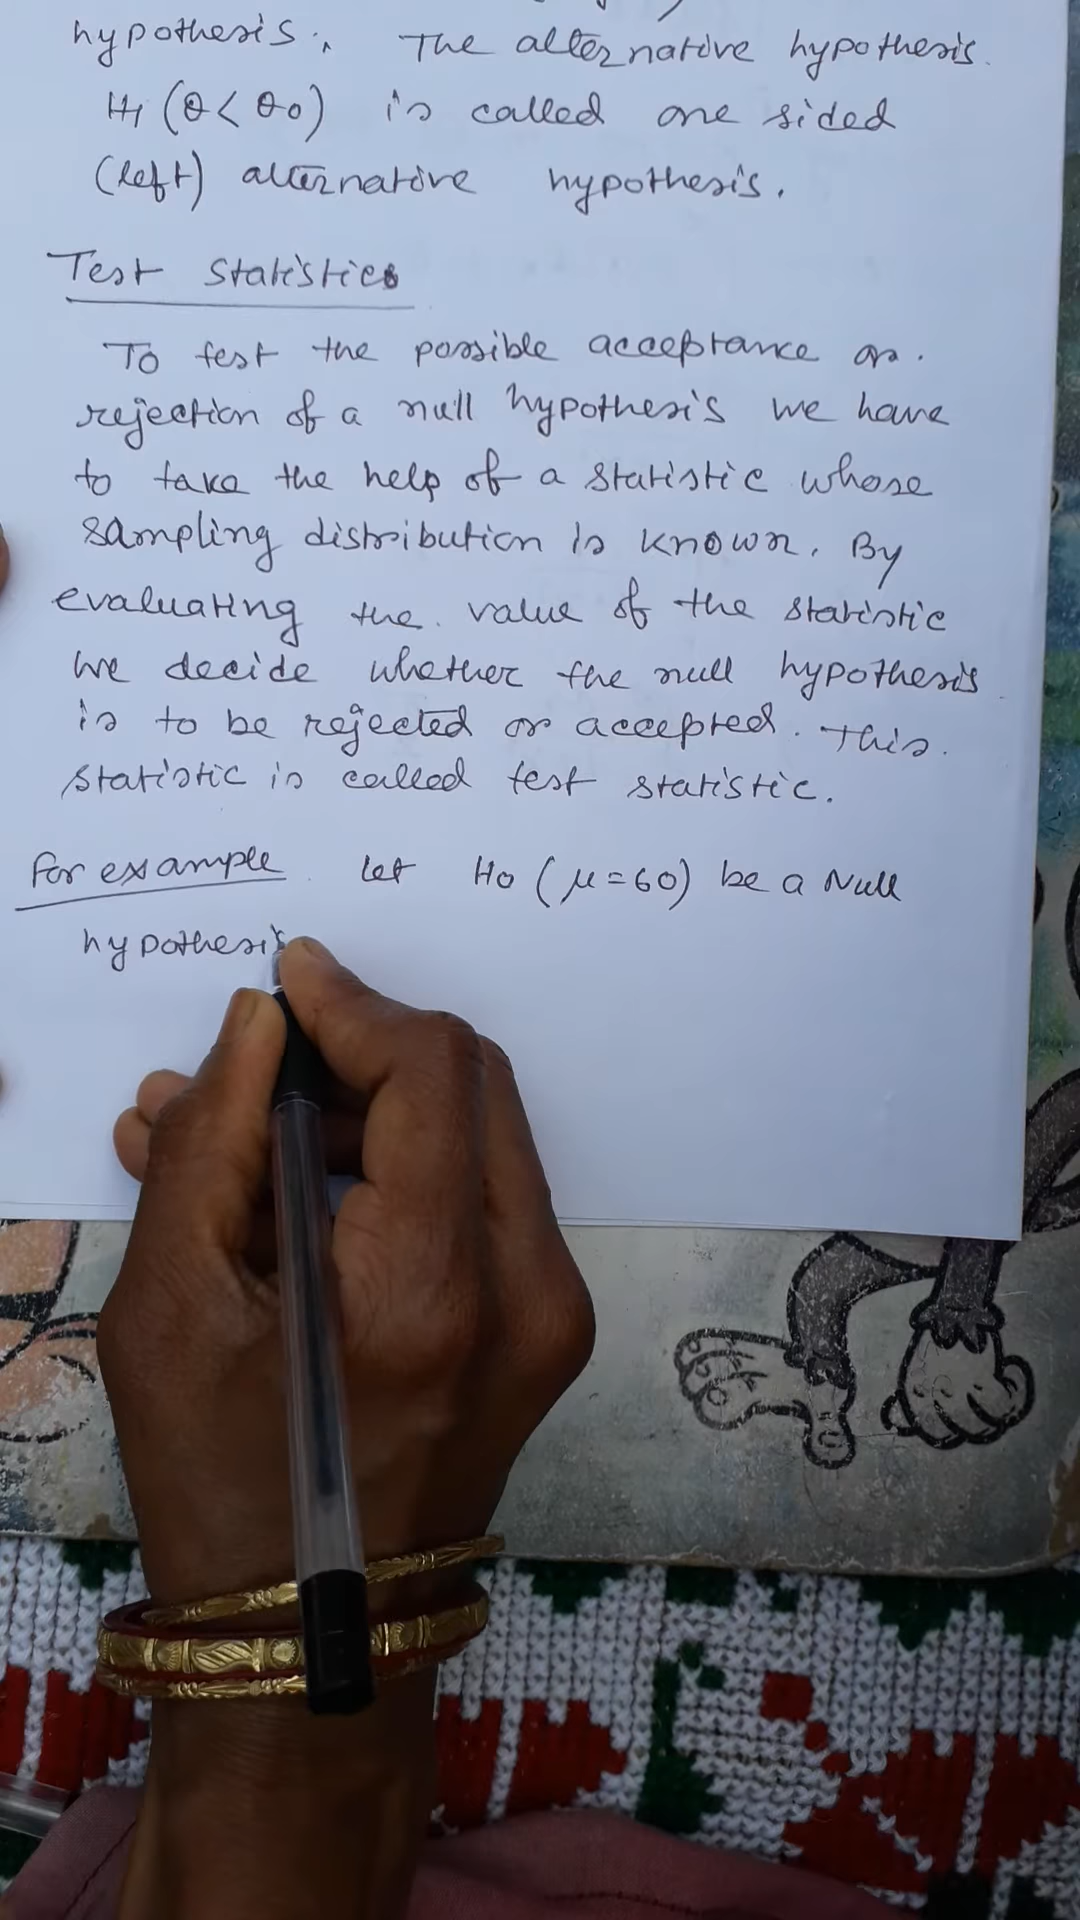 hypothesis. The alternative hypothesis.
H1 (θ < θo) is called one sided
(left) alternative hypothesis.
Test Statistics
To test the possible acceptance or
rejection of a null hypothesis we have
to take the help of a statistic whose
sampling distribution is known. By
evaluating the value of the statistic
we decide whether the null hypothesis
is to be rejected or accepted. This
statistic is called test statistic.
For example let Ho (μ = 60) be a Null
hypothesis